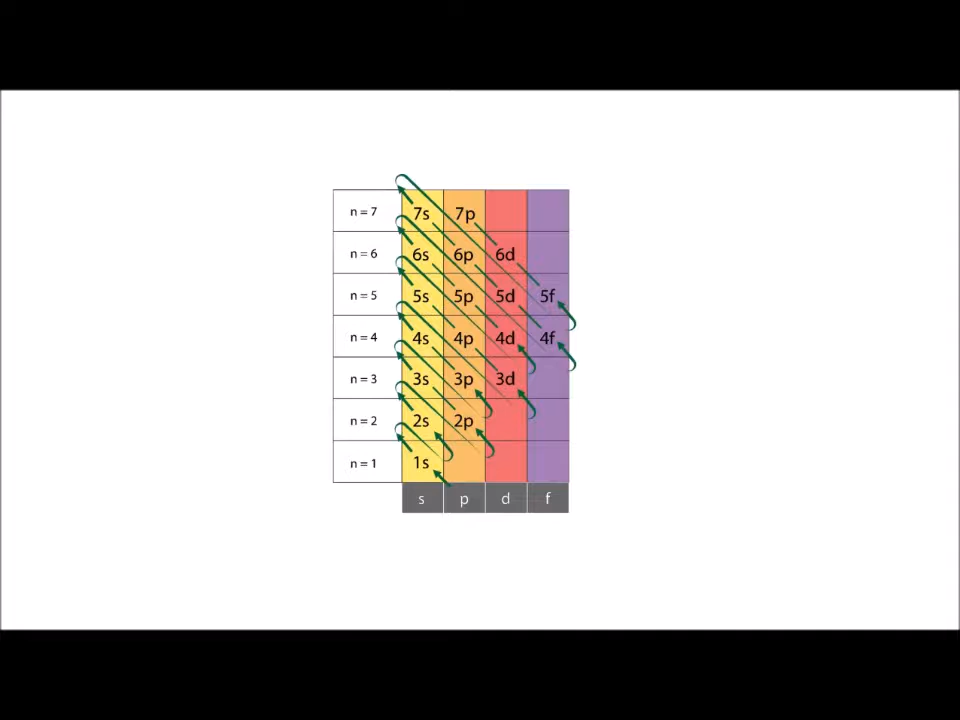 n = 7 7s 7p
n = 6 6s 6p 6d
n = 5 5s 5p 5d 5f
n = 4 4s 4p 4d 4f
n = 3 3s 3p 3d
n = 2 2s 2p
n = 1 1s
s p d f